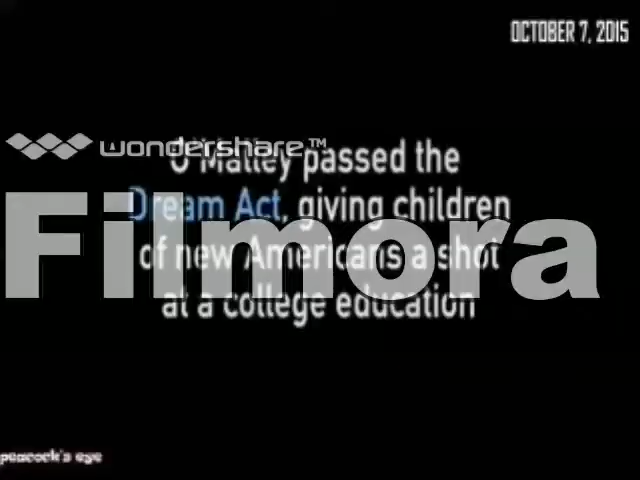 OCTOBER 7, 2015
wondershare™
O'Malley passed the
Dream Act, giving children
of new Americans a shot
at a college education
Filmora
peacock's eye